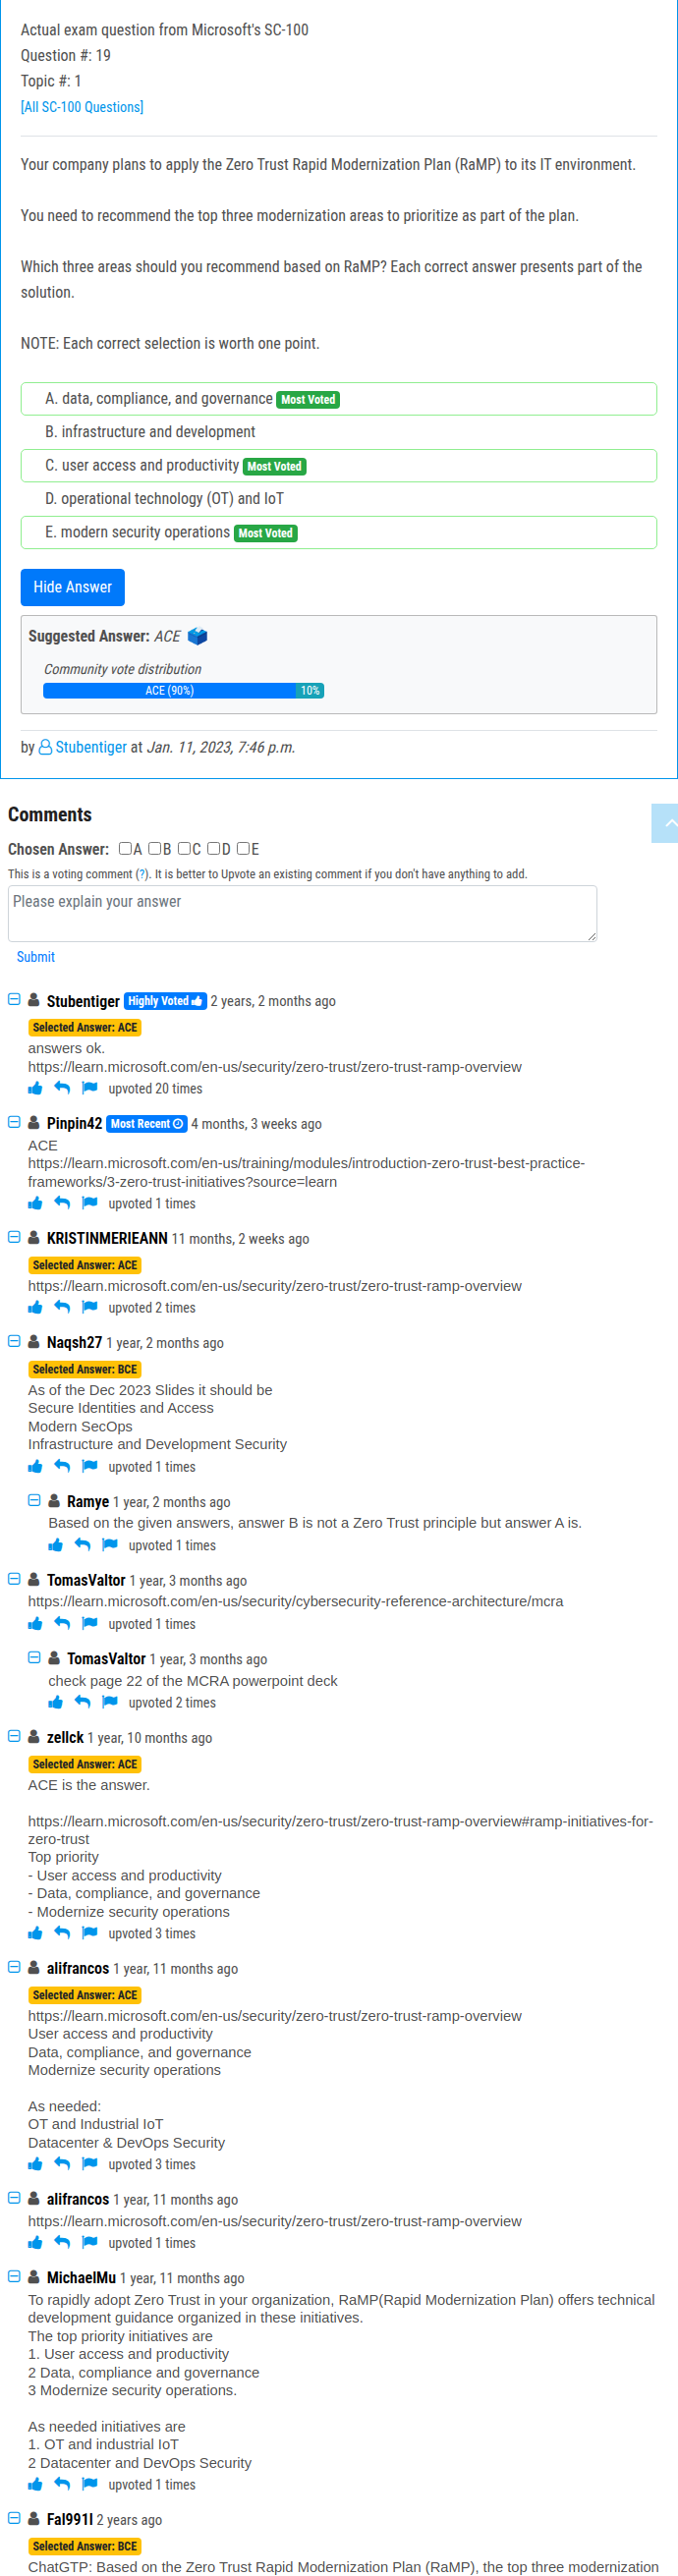 Actual exam question from Microsoft's SC-100
Question #: 19
Topic #: 1
[All SC-100 Questions]
Your company plans to apply the Zero Trust Rapid Modernization Plan (RaMP) to its IT environment.
You need to recommend the top three modernization areas to prioritize as part of the plan.
Which three areas should you recommend based on RaMP? Each correct answer presents part of the
solution.
NOTE: Each correct selection is worth one point.
A. data, compliance, and governance Most Voted
B. infrastructure and development
C. user access and productivity Most Voted
D. operational technology (OT) and IoT
E. modern security operations Most Voted
Hide Answer
Suggested Answer: ACE
Community vote distribution
ACE (90%) 10%
by Stubentiger at Jan. 11, 2023, 7:46 p.m.
Comments
Chosen Answer: A B C D E
This is a voting comment (?). It is better to Upvote an existing comment if you don't have anything to add.
Please explain your answer
Submit
Stubentiger Highly Voted 2 years, 2 months ago
Selected Answer: ACE
answers ok.
https://learn.microsoft.com/en-us/security/zero-trust/zero-trust-ramp-overview
upvoted 20 times
Pinpin42 Most Recent 4 months, 3 weeks ago
ACE
https://learn.microsoft.com/en-us/training/modules/introduction-zero-trust-best-practice-
frameworks/3-zero-trust-initiatives?source=learn
upvoted 1 times
KRISTINMERIEANN 11 months, 2 weeks ago
Selected Answer: ACE
https://learn.microsoft.com/en-us/security/zero-trust/zero-trust-ramp-overview
upvoted 2 times
Naqsh27 1 year, 2 months ago
Selected Answer: BCE
As of the Dec 2023 Slides it should be
Secure Identities and Access
Modern SecOps
Infrastructure and Development Security
upvoted 1 times
Ramye 1 year, 2 months ago
Based on the given answers, answer B is not a Zero Trust principle but answer A is.
upvoted 1 times
TomasValtor 1 year, 3 months ago
https://learn.microsoft.com/en-us/security/cybersecurity-reference-architecture/mcra
upvoted 1 times
TomasValtor 1 year, 3 months ago
check page 22 of the MCRA powerpoint deck
upvoted 2 times
zellck 1 year, 10 months ago
Selected Answer: ACE
ACE is the answer.
https://learn.microsoft.com/en-us/security/zero-trust/zero-trust-ramp-overview#ramp-initiatives-for-
zero-trust
Top priority
- User access and productivity
- Data, compliance, and governance
- Modernize security operations
upvoted 3 times
alifrancos 1 year, 11 months ago
Selected Answer: ACE
https://learn.microsoft.com/en-us/security/zero-trust/zero-trust-ramp-overview
User access and productivity
Data, compliance, and governance
Modernize security operations
As needed:
OT and Industrial IoT
Datacenter & DevOps Security
upvoted 3 times
alifrancos 1 year, 11 months ago
https://learn.microsoft.com/en-us/security/zero-trust/zero-trust-ramp-overview
upvoted 1 times
MichaelMu 1 year, 11 months ago
To rapidly adopt Zero Trust in your organization, RaMP(Rapid Modernization Plan) offers technical
development guidance organized in these initiatives.
The top priority initiatives are
1. User access and productivity
2 Data, compliance and governance
3 Modernize security operations.
As needed initiatives are
1. OT and industrial IoT
2 Datacenter and DevOps Security
upvoted 1 times
Fal991l 2 years ago
Selected Answer: BCE
ChatGTP: Based on the Zero Trust Rapid Modernization Plan (RaMP), the top three modernization